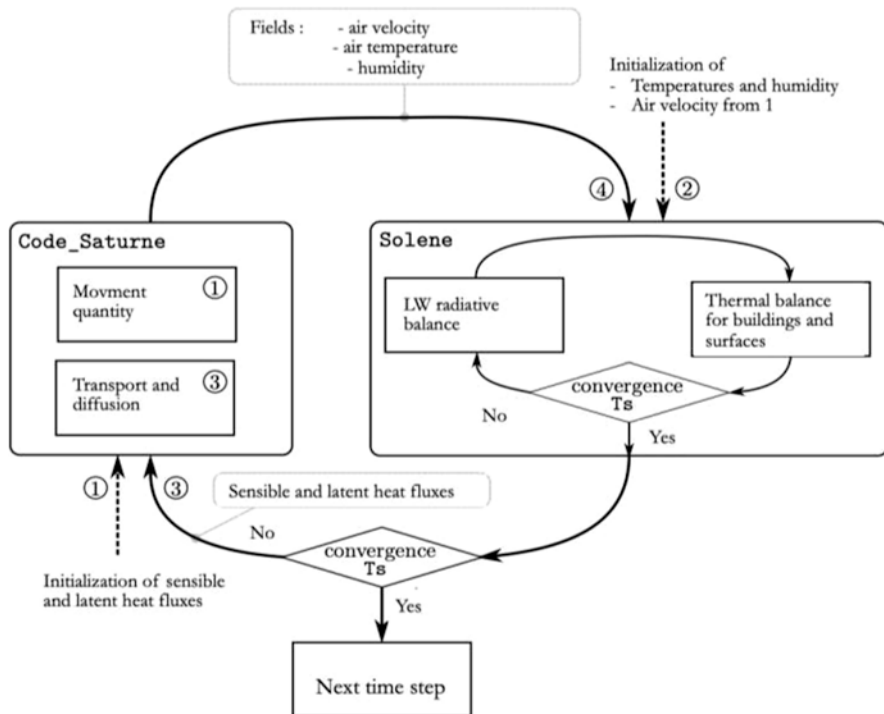 Fields : - air velocity
- air temperature
- humidity
Initialization of
- Temperatures and humidity
- Air velocity from 1
④ ②
Code_Saturne
Movment ①
quantity
Transport and ③
diffusion
Solene
LW radiative
balance
Thermal balance
for buildings and
surfaces
convergence
Ts
No
Yes
① ③
Sensible and latent heat fluxes
No
convergence
Ts
Yes
Initialization of sensible
and latent heat fluxes
Next time step